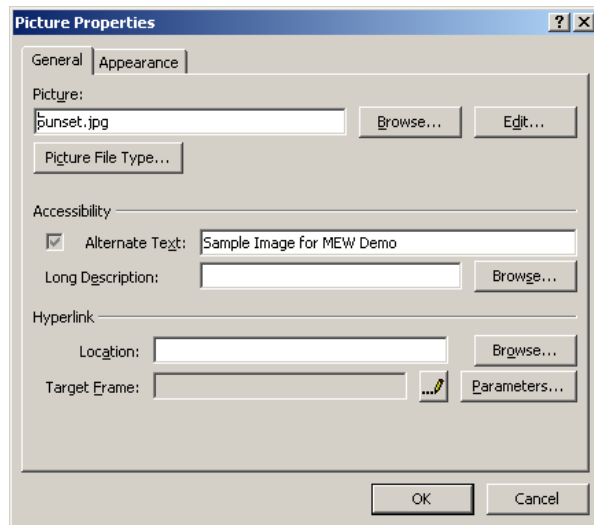 Picture Properties
General Appearance
Picture:
sunset.jpg Browse... Edit...
Picture File Type...
Accessibility
Alternate Text: Sample Image for MEW Demo
Long Description: Browse...
Hyperlink
Location: Browse...
Target Frame: ... Parameters...
OK Cancel